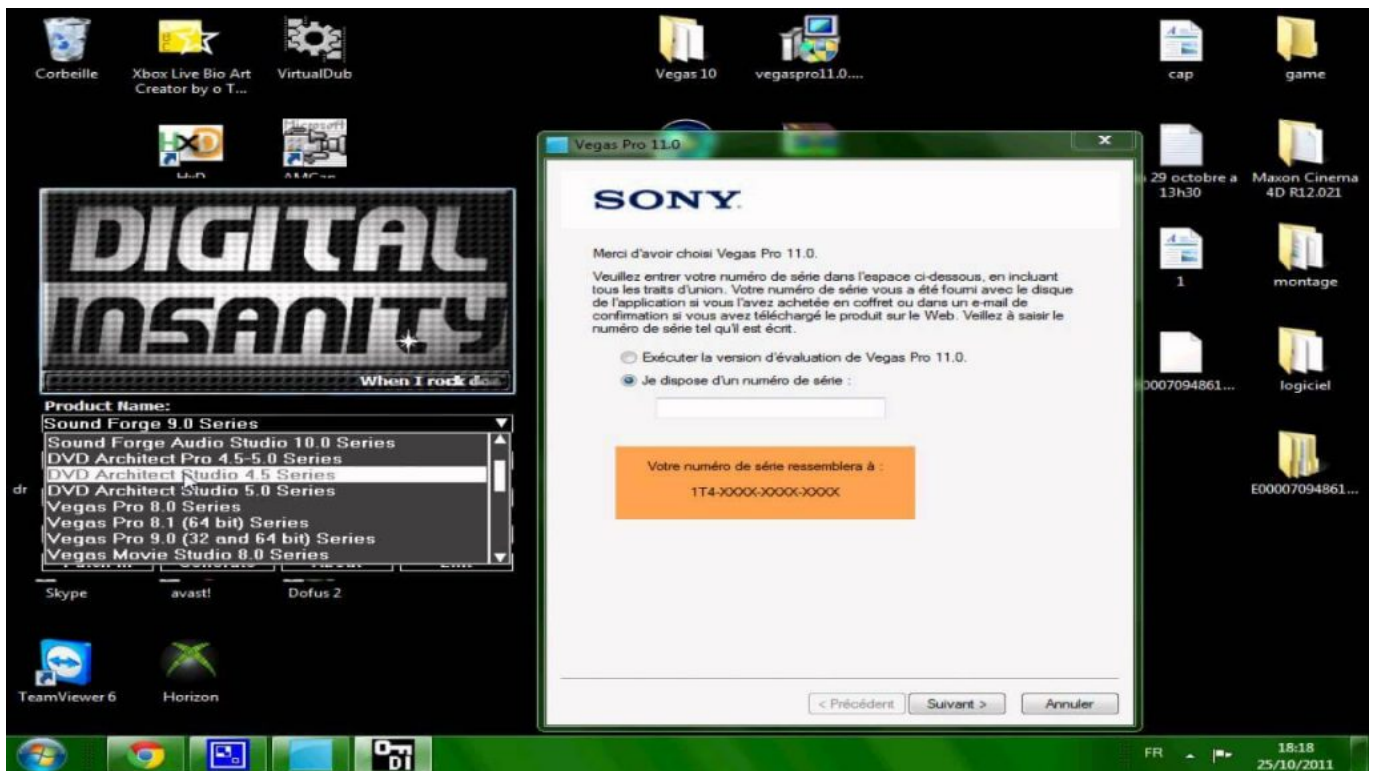 Corbeille
Xbox Live Bio Art
Creator by o T...
VirtualDub
Vegas 10
vegaspro11.0....
cap
game
HxD
Microsoft
AMCap
29 octobre a
13h30
Maxon Cinema
4D R12.021
1
montage
0007094861...
logiciel
E00007094861...
DIGITAL
INSANITY
When I rock
Product Name:
Sound Forge 9.0 Series
Sound Forge Audio Studio 10.0 Series
DVD Architect Pro 4.5-5.0 Series
DVD Architect Studio 4.5 Series
DVD Architect Studio 5.0 Series
Vegas Pro 8.0 Series
Vegas Pro 8.1 (64 bit) Series
Vegas Pro 9.0 (32 and 64 bit) Series
Vegas Movie Studio 8.0 Series
dr
Skype
avast!
Dofus 2
TeamViewer 6
Horizon
Vegas Pro 11.0
x
SONY
Merci d'avoir choisi Vegas Pro 11.0.
Veuillez entrer votre numéro de série dans l'espace ci-dessous, en incluant
tous les traits d'union. Votre numéro de série vous a été fourni avec le disque
de l'application si vous l'avez achetée en coffret ou dans un e-mail de
confirmation si vous avez téléchargé le produit sur le Web. Veillez à saisir le
numéro de série tel qu'il est écrit.
Exécuter la version d'évaluation de Vegas Pro 11.0.
Je dispose d'un numéro de série :
Votre numéro de série ressemblera à :
1T4-XXXX-XXXX-XXXX
< Précédent
Suivant >
Annuler
DI
FR
18:18
25/10/2011